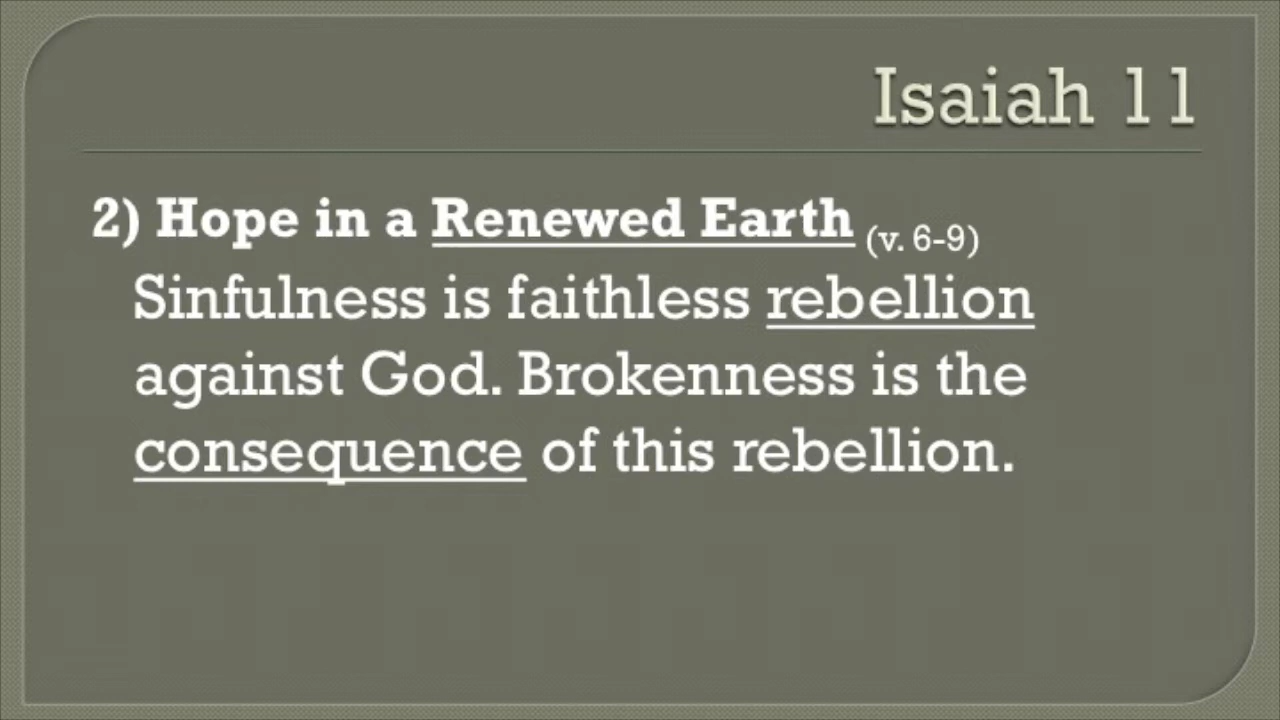 Isaiah 11
2) Hope in a Renewed Earth (v. 6-9)
Sinfulness is faithless rebellion
against God. Brokenness is the
consequence of this rebellion.